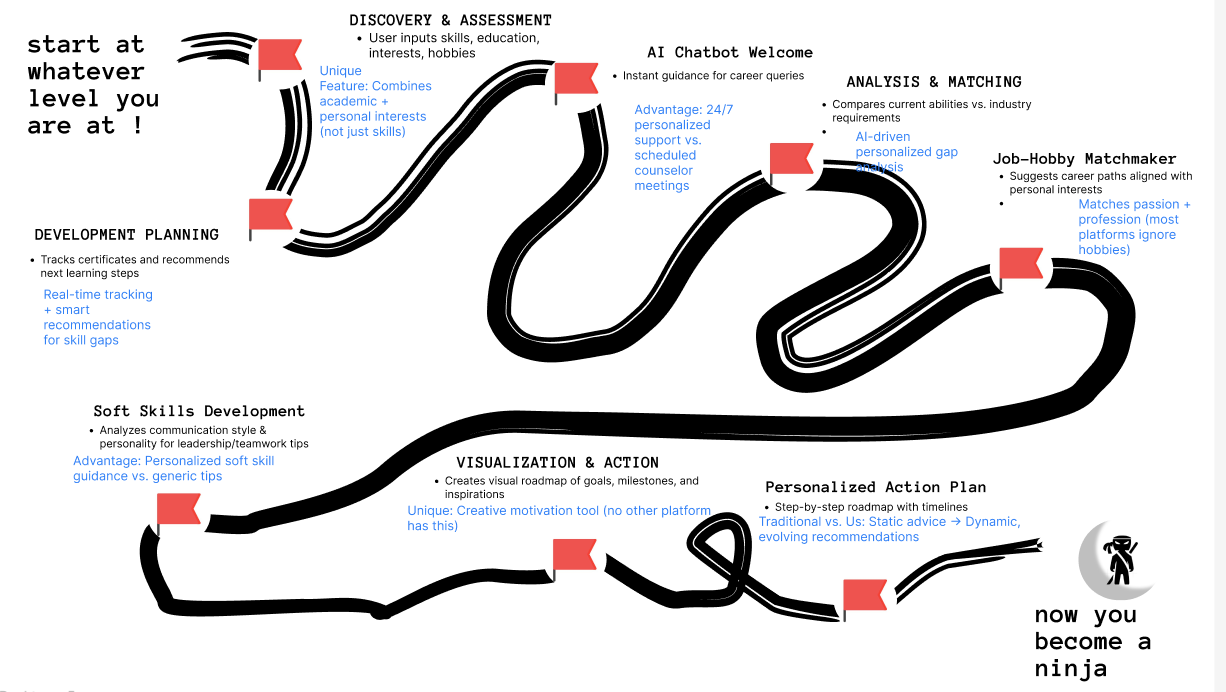 start at
whatever
level you
are at !
DISCOVERY & ASSESSMENT
• User inputs skills, education,
interests, hobbies
Unique
Feature: Combines
academic +
personal interests
(not just skills)
AI Chatbot Welcome
• Instant guidance for career queries
Advantage: 24/7
personalized
support vs.
scheduled
counselor
meetings
ANALYSIS & MATCHING
• Compares current abilities vs. industry
requirements
•
AI-driven
personalized gap
analysis
Job-Hobby Matchmaker
• Suggests career paths aligned with
personal interests
•
Matches passion +
profession (most
platforms ignore
hobbies)
DEVELOPMENT PLANNING
• Tracks certificates and recommends
next learning steps
Real-time tracking
+ smart
recommendations
for skill gaps
Soft Skills Development
• Analyzes communication style &
personality for leadership/teamwork tips
Advantage: Personalized soft skill
guidance vs. generic tips
VISUALIZATION & ACTION
• Creates visual roadmap of goals, milestones, and
inspirations
Unique: Creative motivation tool (no other platform
has this)
Personalized Action Plan
• Step-by-step roadmap with timelines
Traditional vs. Us: Static advice → Dynamic,
evolving recommendations
now you
become a
ninja